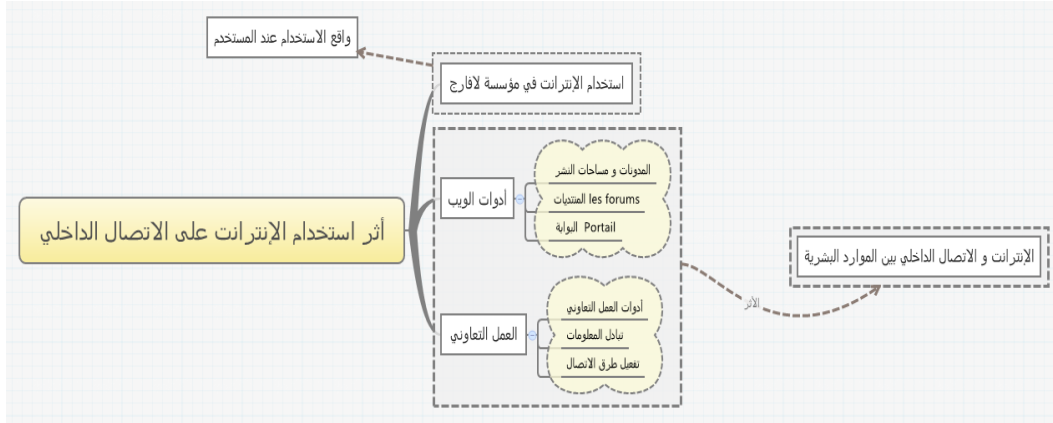 واقع الاستخدام عند المستخدم
استخدام الإنترانت في مؤسسة لافارج
المدونات و مساحات النشر
أدوات الويب
المنتديات les forums
البوابة Portail
أثر استخدام الإنترانت على الاتصال الداخلي
الإنترانت و الاتصال الداخلي بين الموارد البشرية
الأثر
أدوات العمل التعاوني
العمل التعاوني
تبادل المعلومات
تفعيل طرق الاتصال